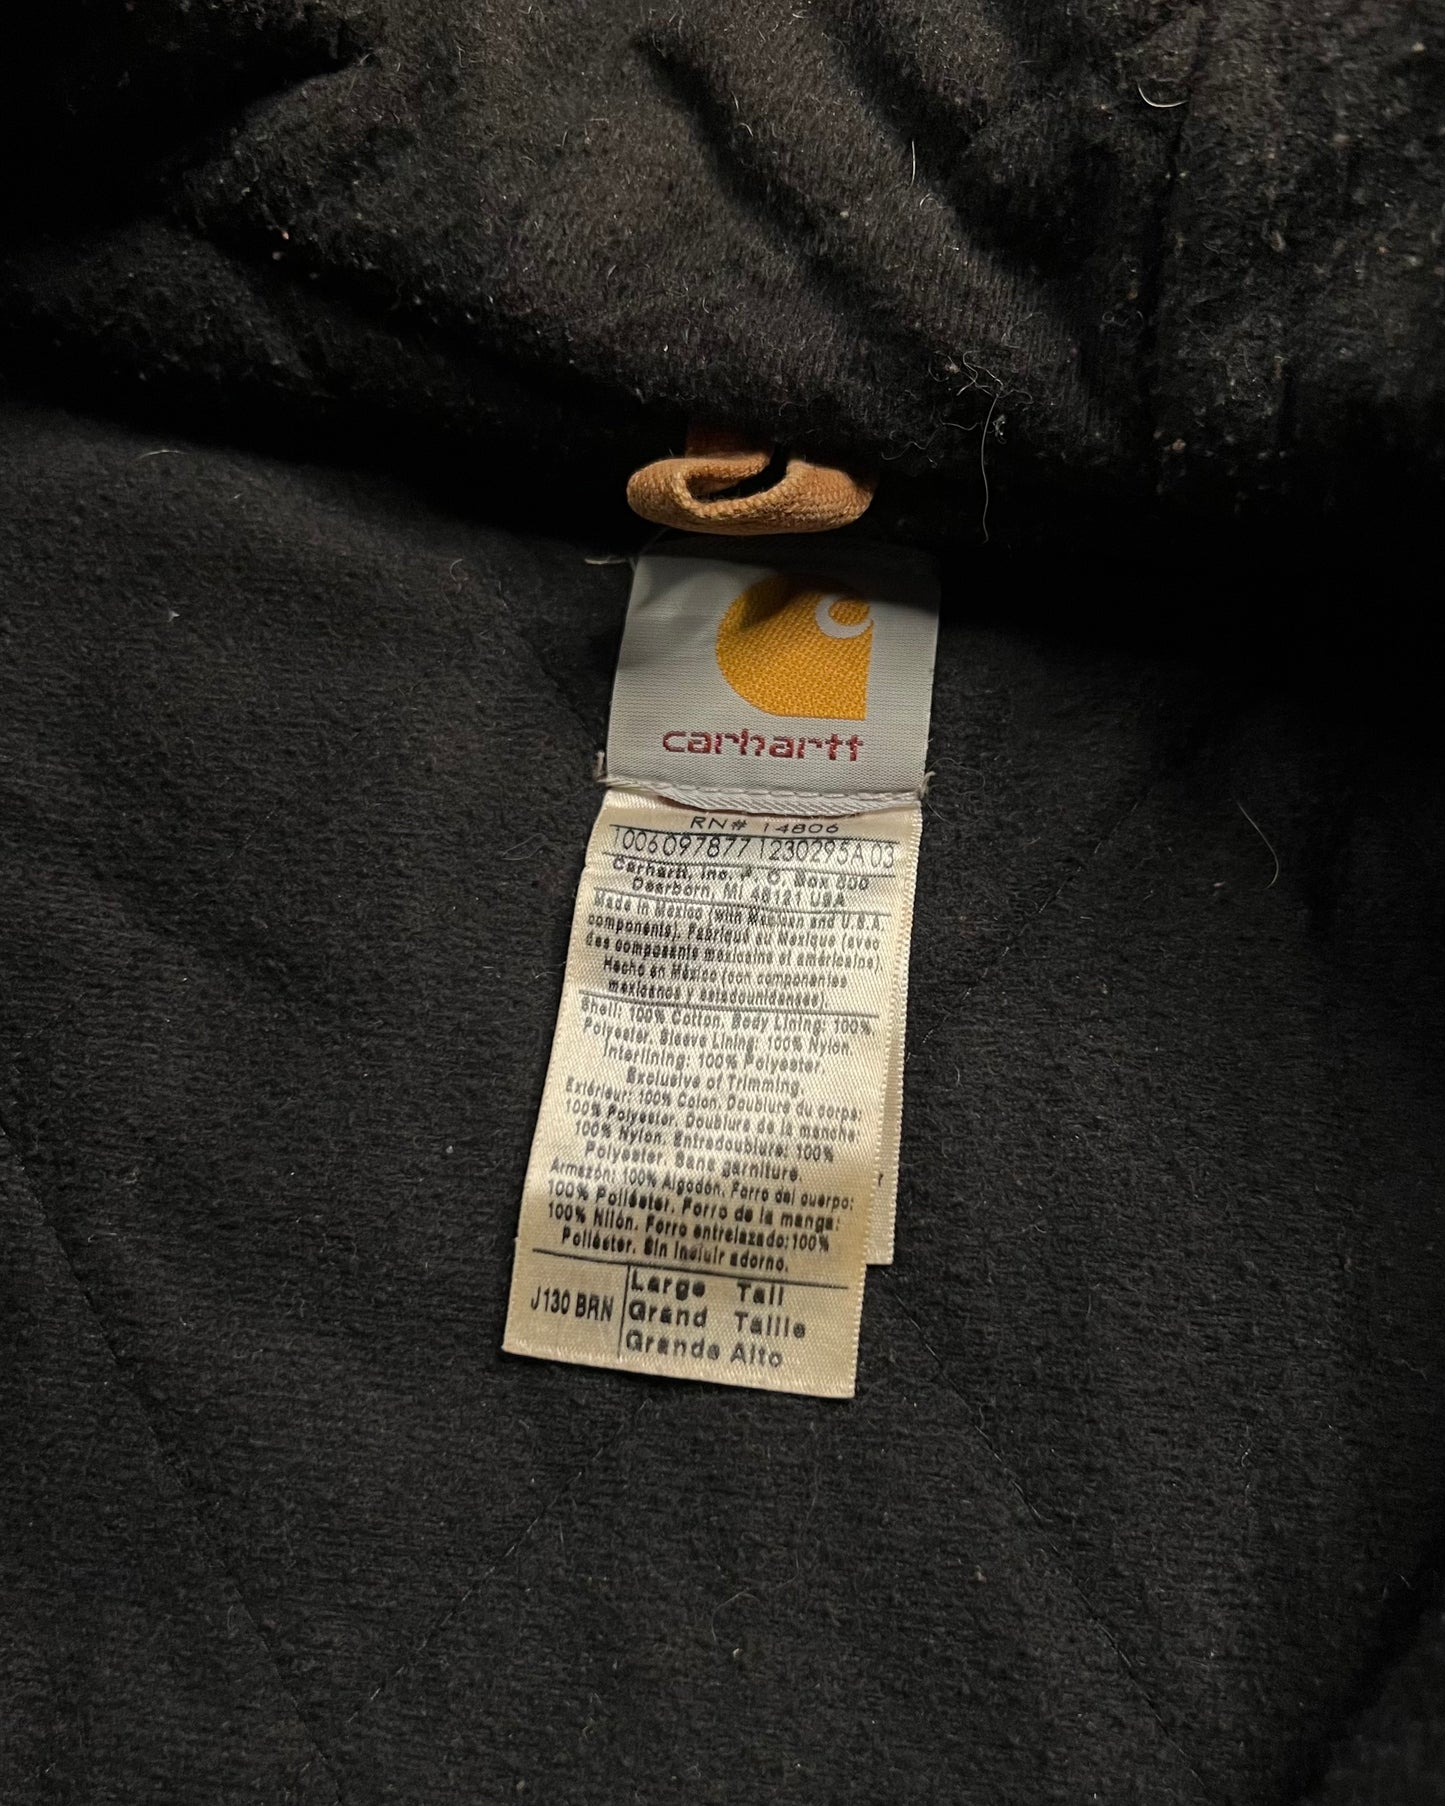 carhartt
RN# 14806
1006097877 1230295A 03
Carhartt, Inc. P. O. Box 600
Dearborn, MI 48121 USA
Made in Mexico (with Mexican and U.S.A.
components). Fabriqué au Mexique (avec
des composants mexicains et américains).
Hecho en México (con componentes
mexicanos y estadounidenses).
Shell: 100% Cotton. Body Lining: 100%
Polyester. Sleeve Lining: 100% Nylon.
Interlining: 100% Polyester.
Exclusive of Trimming.
Extérieur: 100% Coton. Doublure du corps:
100% Polyester. Doublure de la manche
100% Nylon. Entredoublure: 100%
Polyester. Sans garniture.
Armazón: 100% Algodón. Forro del cuerpo:
100% Poliéster. Forro de la manga:
100% Nilón. Forro entrelazado:100%
Poliéster. Sin incluir adorno.
J130 BRN
Large Tall
Grand Taille
Grande Alto